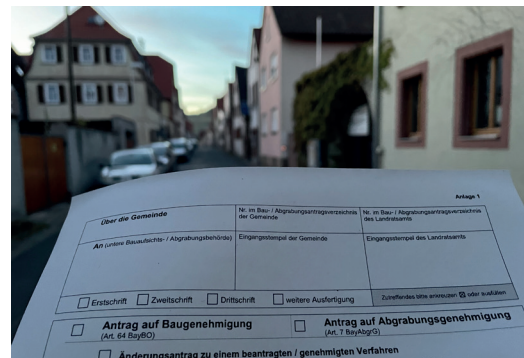 Anlage 1
Über die Gemeinde
Nr. im Bau- / Abgrabungsantragsverzeichnis
der Gemeinde
Nr. im Bau- / Abgrabungsantragsverzeichnis
des Landratsamts
An (untere Bauaufsichts- / Abgrabungsbehörde)
Eingangsstempel der Gemeinde
Eingangsstempel des Landratsamts
Erstschrift Zweitschrift Drittschrift weitere Ausfertigung
Zutreffendes bitte ankreuzen ☒ oder ausfüllen
Antrag auf Baugenehmigung
(Art. 64 BayBO)
Antrag auf Abgrabungsgenehmigung
(Art. 7 BayAbgrG)
Änderungsantrag zu einem beantragten / genehmigten Verfahren